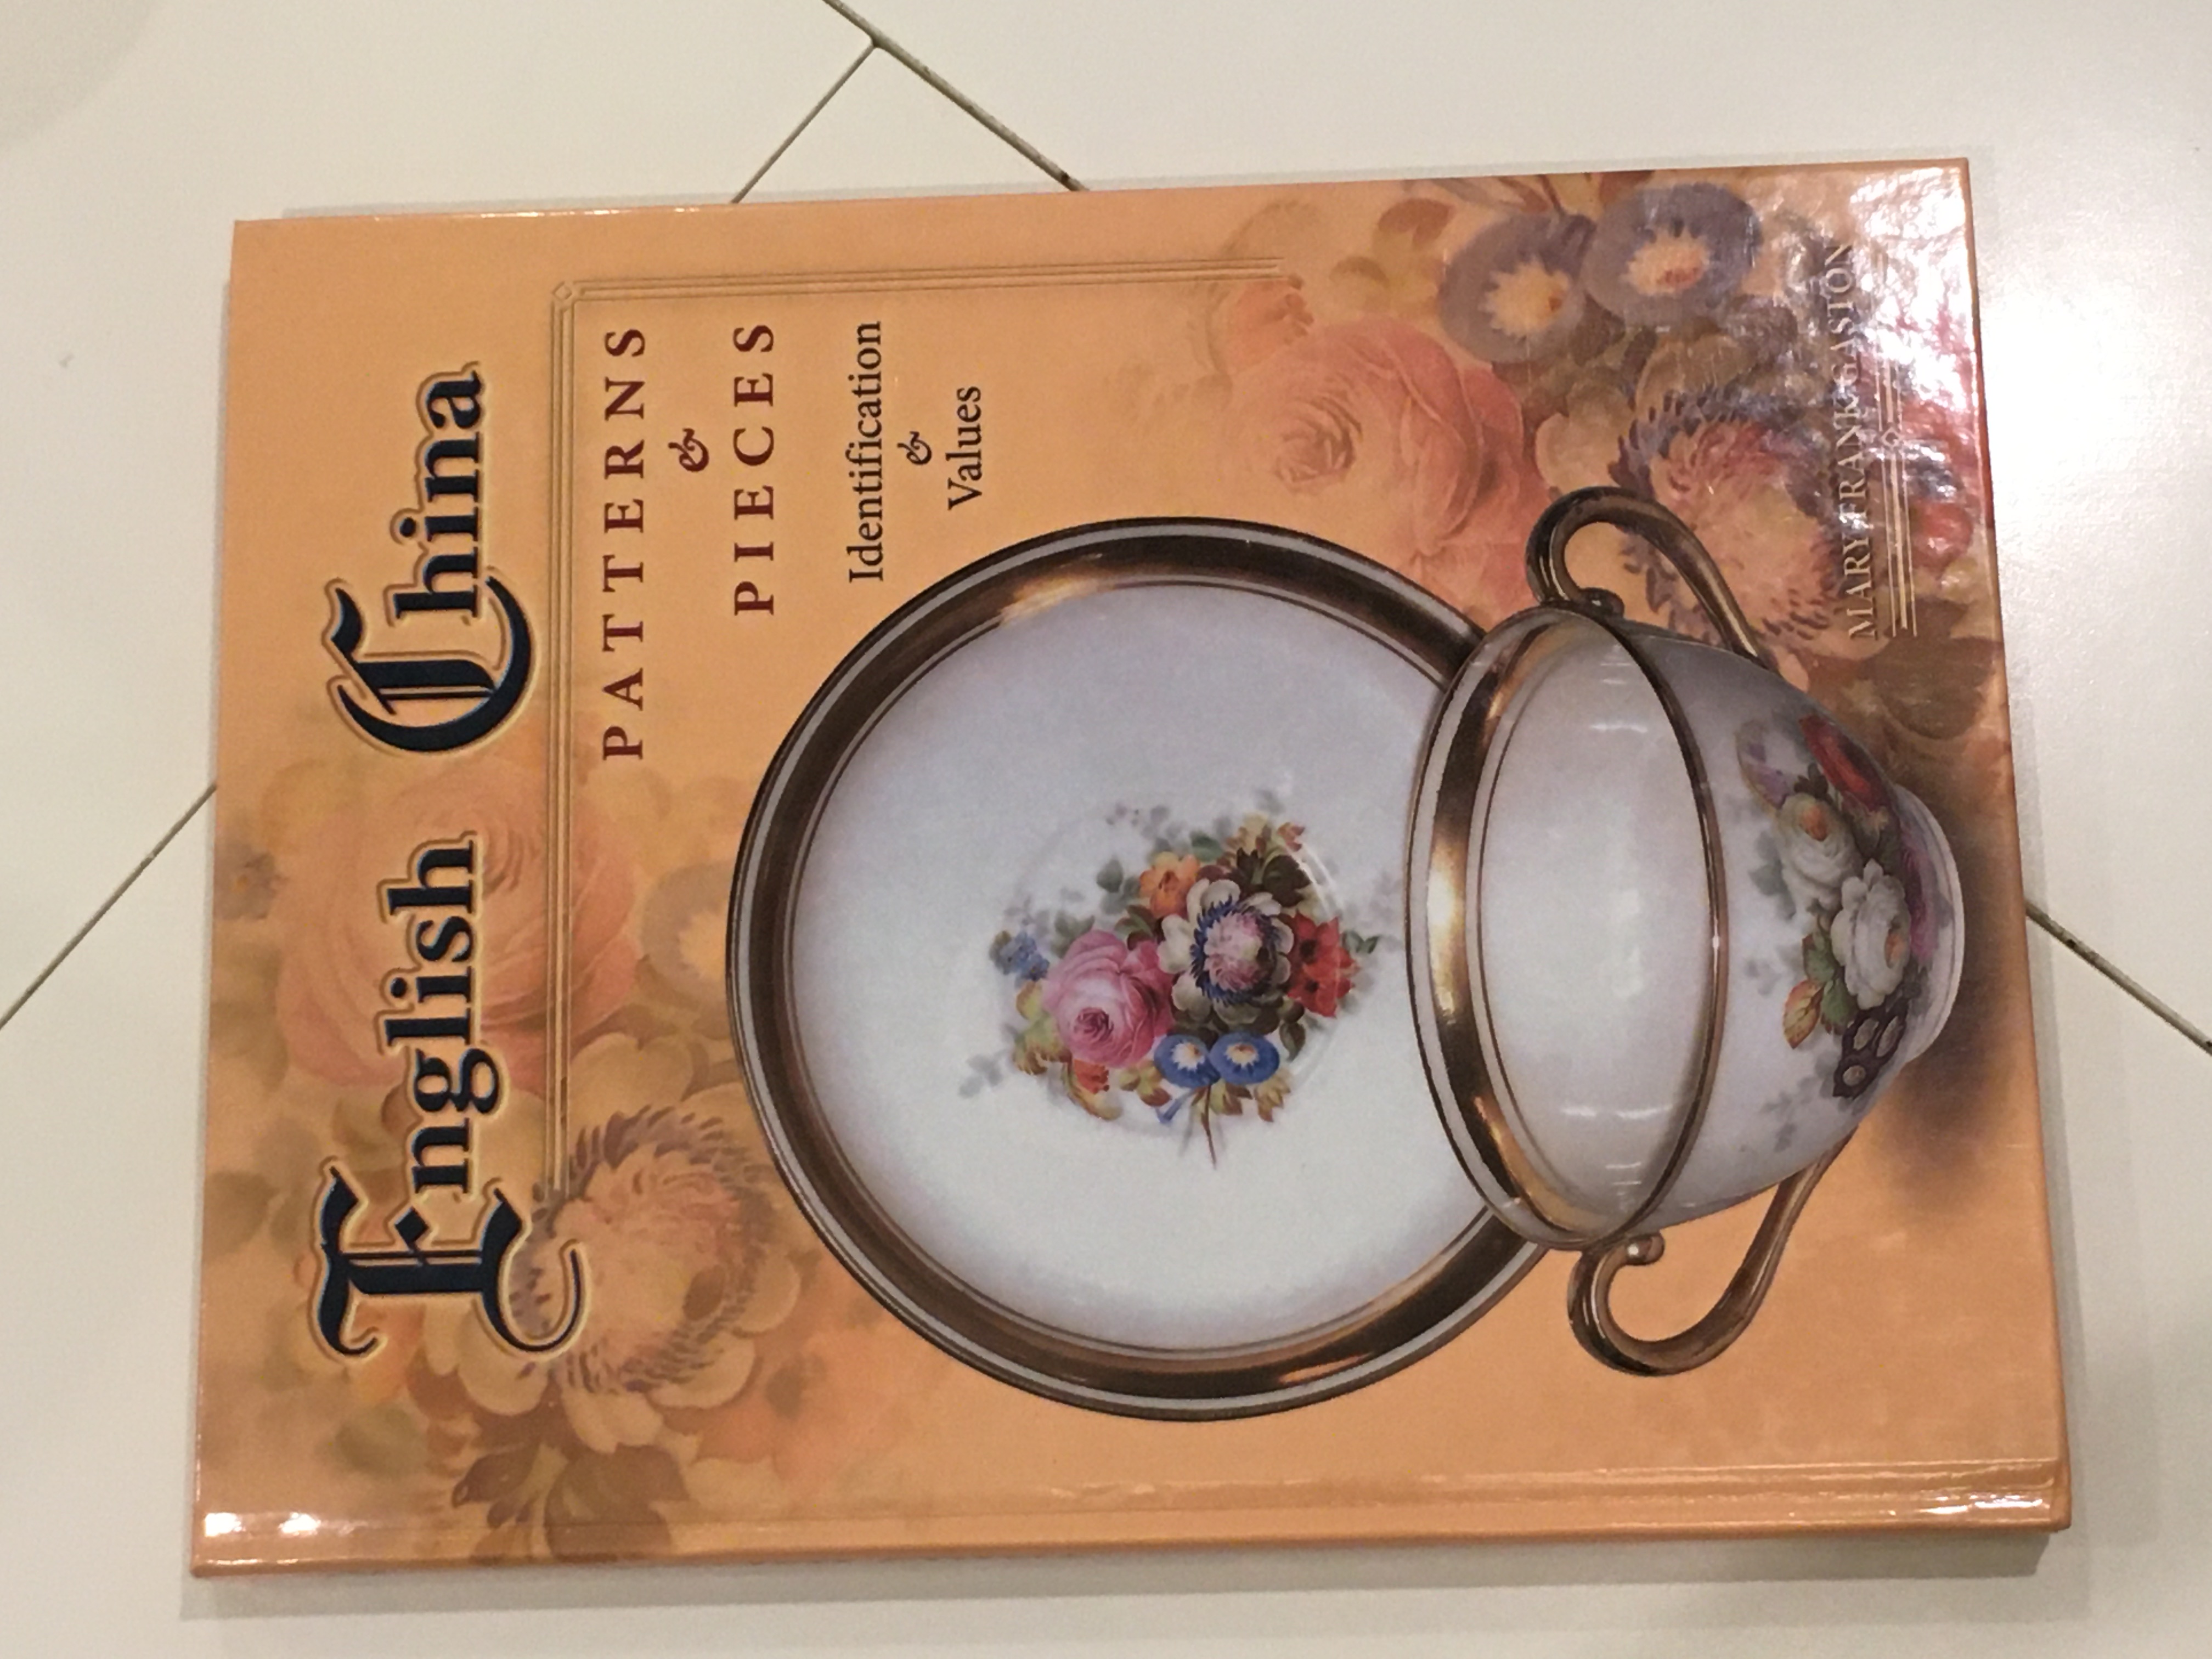 English China
PATTERNS
&
PIECES
Identification
&
Values
MARY FRANK GASTON